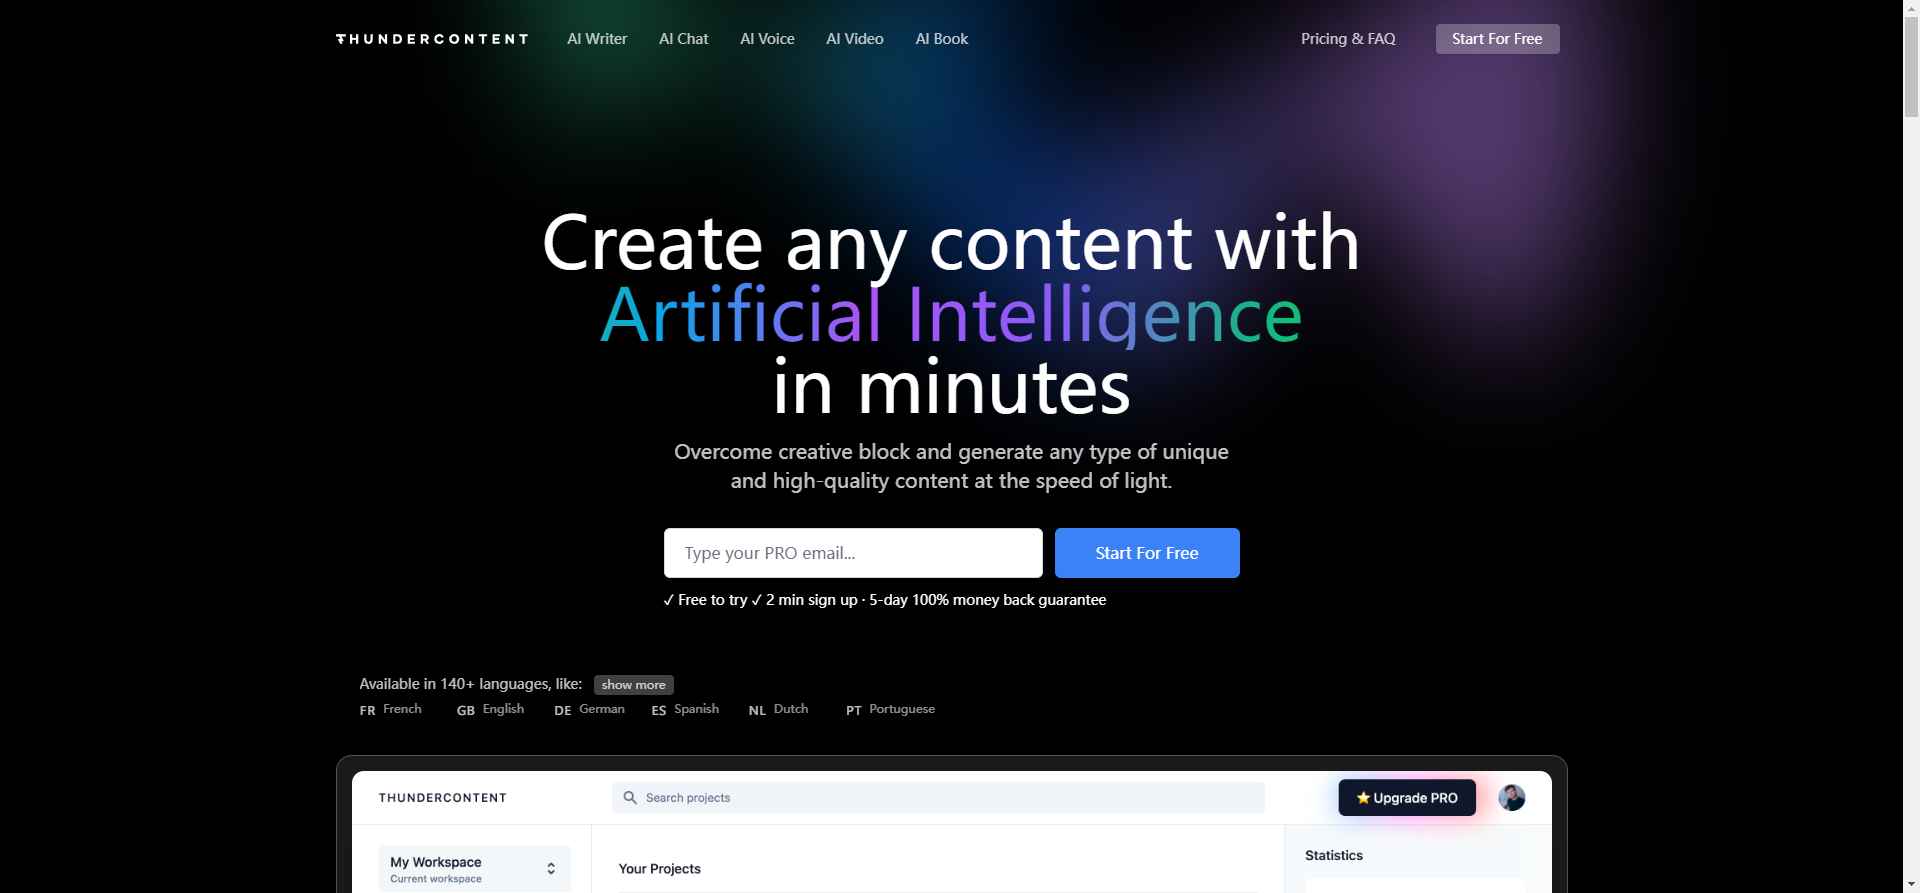 THUNDERCONTENT AI Writer AI Chat AI Voice AI Video AI Book Pricing & FAQ Start For Free
Create any content with
Artificial Intelligence
in minutes
Overcome creative block and generate any type of unique
and high-quality content at the speed of light.
Type your PRO email... Start For Free
✓ Free to try ✓ 2 min sign up · 5-day 100% money back guarantee
Available in 140+ languages, like: show more
FR French GB English DE German ES Spanish NL Dutch PT Portuguese
THUNDERCONTENT Search projects ⭐ Upgrade PRO
My Workspace
Current workspace
Your Projects
Statistics